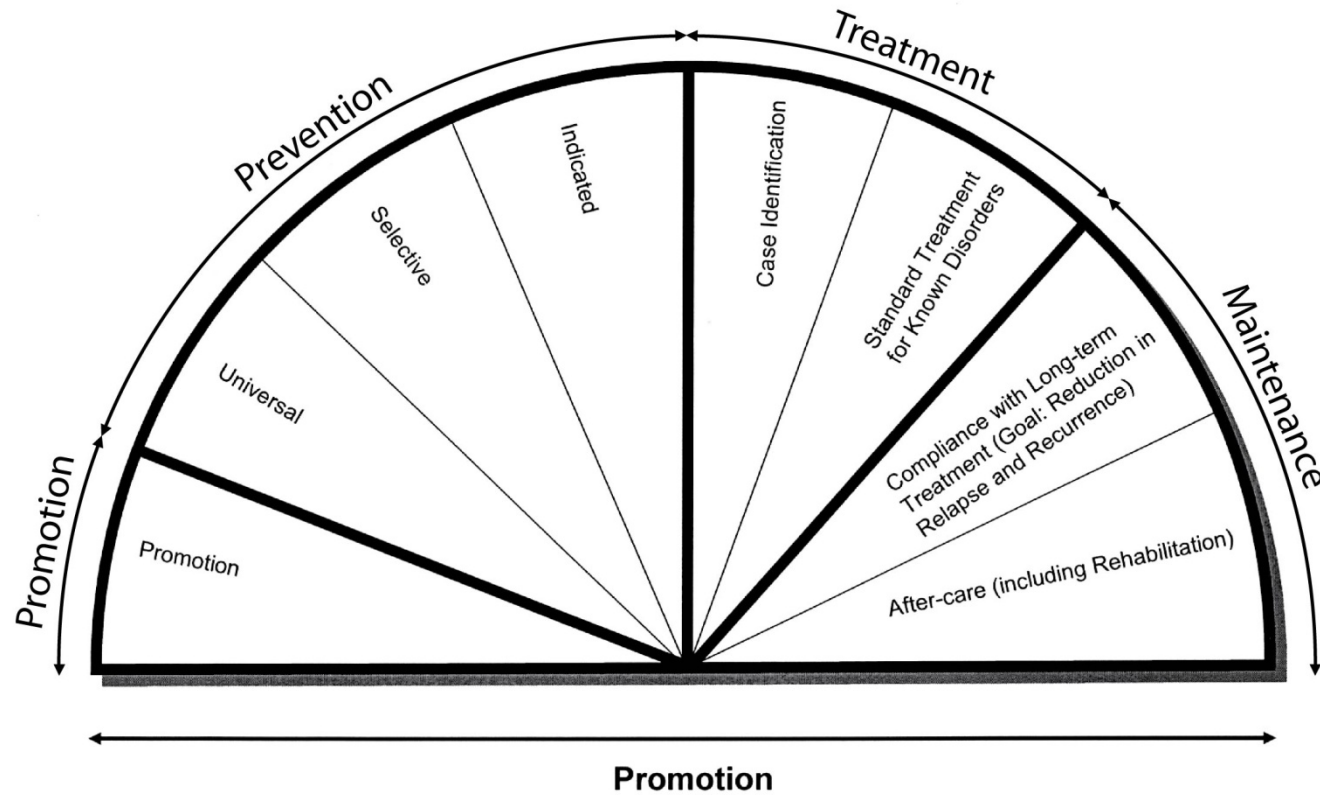 Promotion
Prevention
Treatment
Maintenance
Promotion
Universal
Selective
Indicated
Case Identification
Standard Treatment
for Known Disorders
Compliance with Long-term
Treatment (Goal: Reduction in
Relapse and Recurrence)
After-care (including Rehabilitation)
Promotion